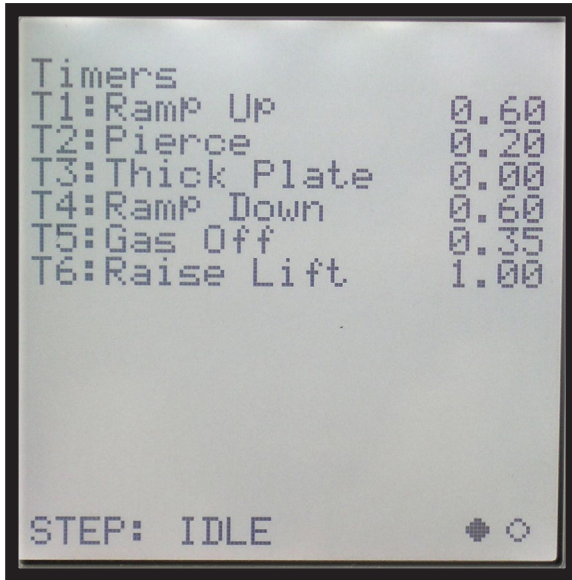 Timers
T1:Ramp Up 0.60
T2:Pierce 0.20
T3:Thick Plate 0.00
T4:Ramp Down 0.60
T5:Gas Off 0.35
T6:Raise Lift 1.00
STEP: IDLE